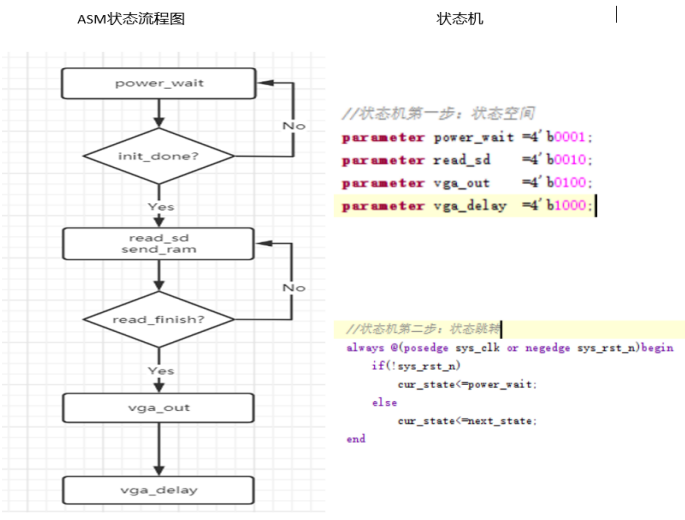 ASM状态流程图
状态机
power_wait
No
init_done?
Yes
read_sd
send_ram
No
read_finish?
Yes
vga_out
vga_delay
//状态机第一步：状态空间
parameter power_wait =4'b0001;
parameter read_sd =4'b0010;
parameter vga_out =4'b0100;
parameter vga_delay =4'b1000;
//状态机第二步：状态跳转
always @(posedge sys_clk or negedge sys_rst_n)begin
if(!sys_rst_n)
cur_state<=power_wait;
else
cur_state<=next_state;
end